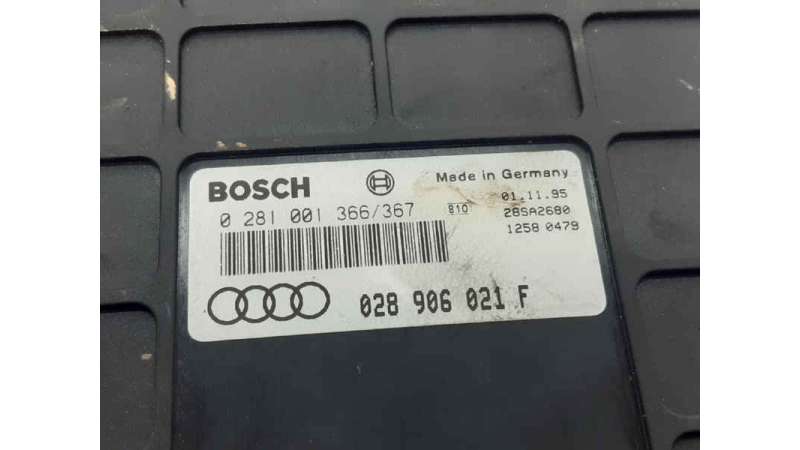 BOSCH
Made in Germany
0 281 001 366/367
810
01.11.95
28SA2680
1258 0479
028 906 021 F